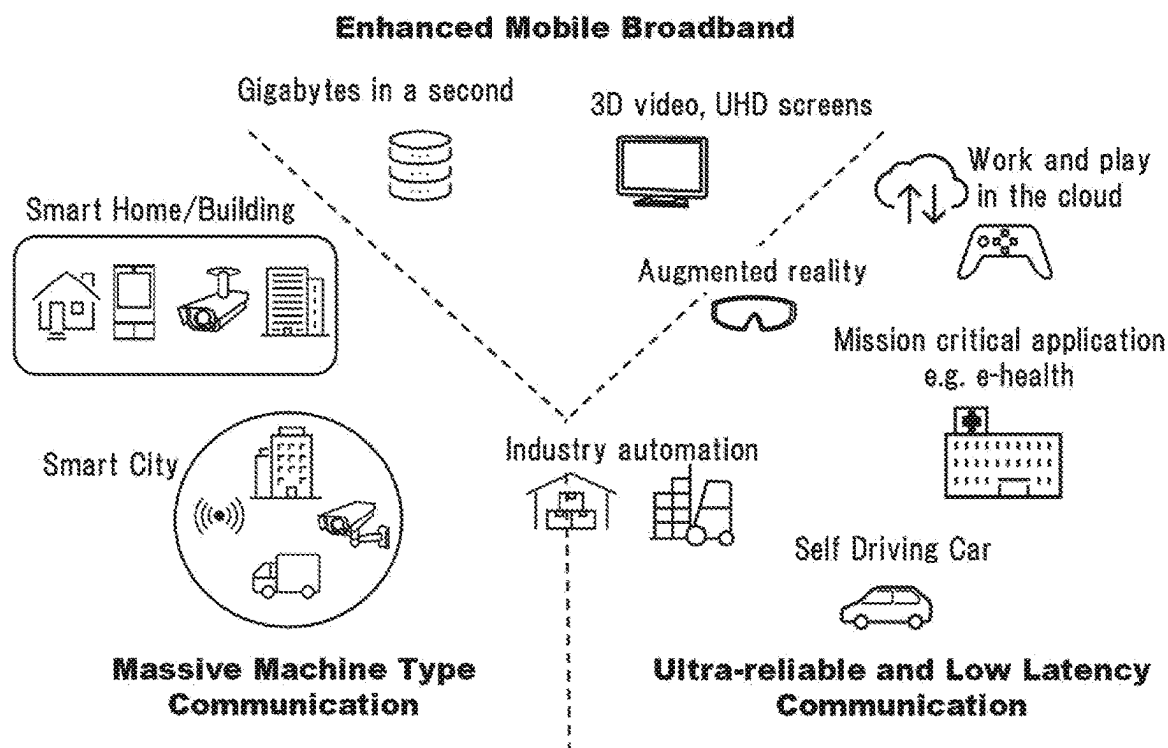 Enhanced Mobile Broadband
Gigabytes in a second
3D video, UHD screens
Work and play
in the cloud
Smart Home/Building
Augmented reality
Mission critical application
e.g. e-health
Industry automation
Smart City
Self Driving Car
Massive Machine Type
Communication
Ultra-reliable and Low Latency
Communication